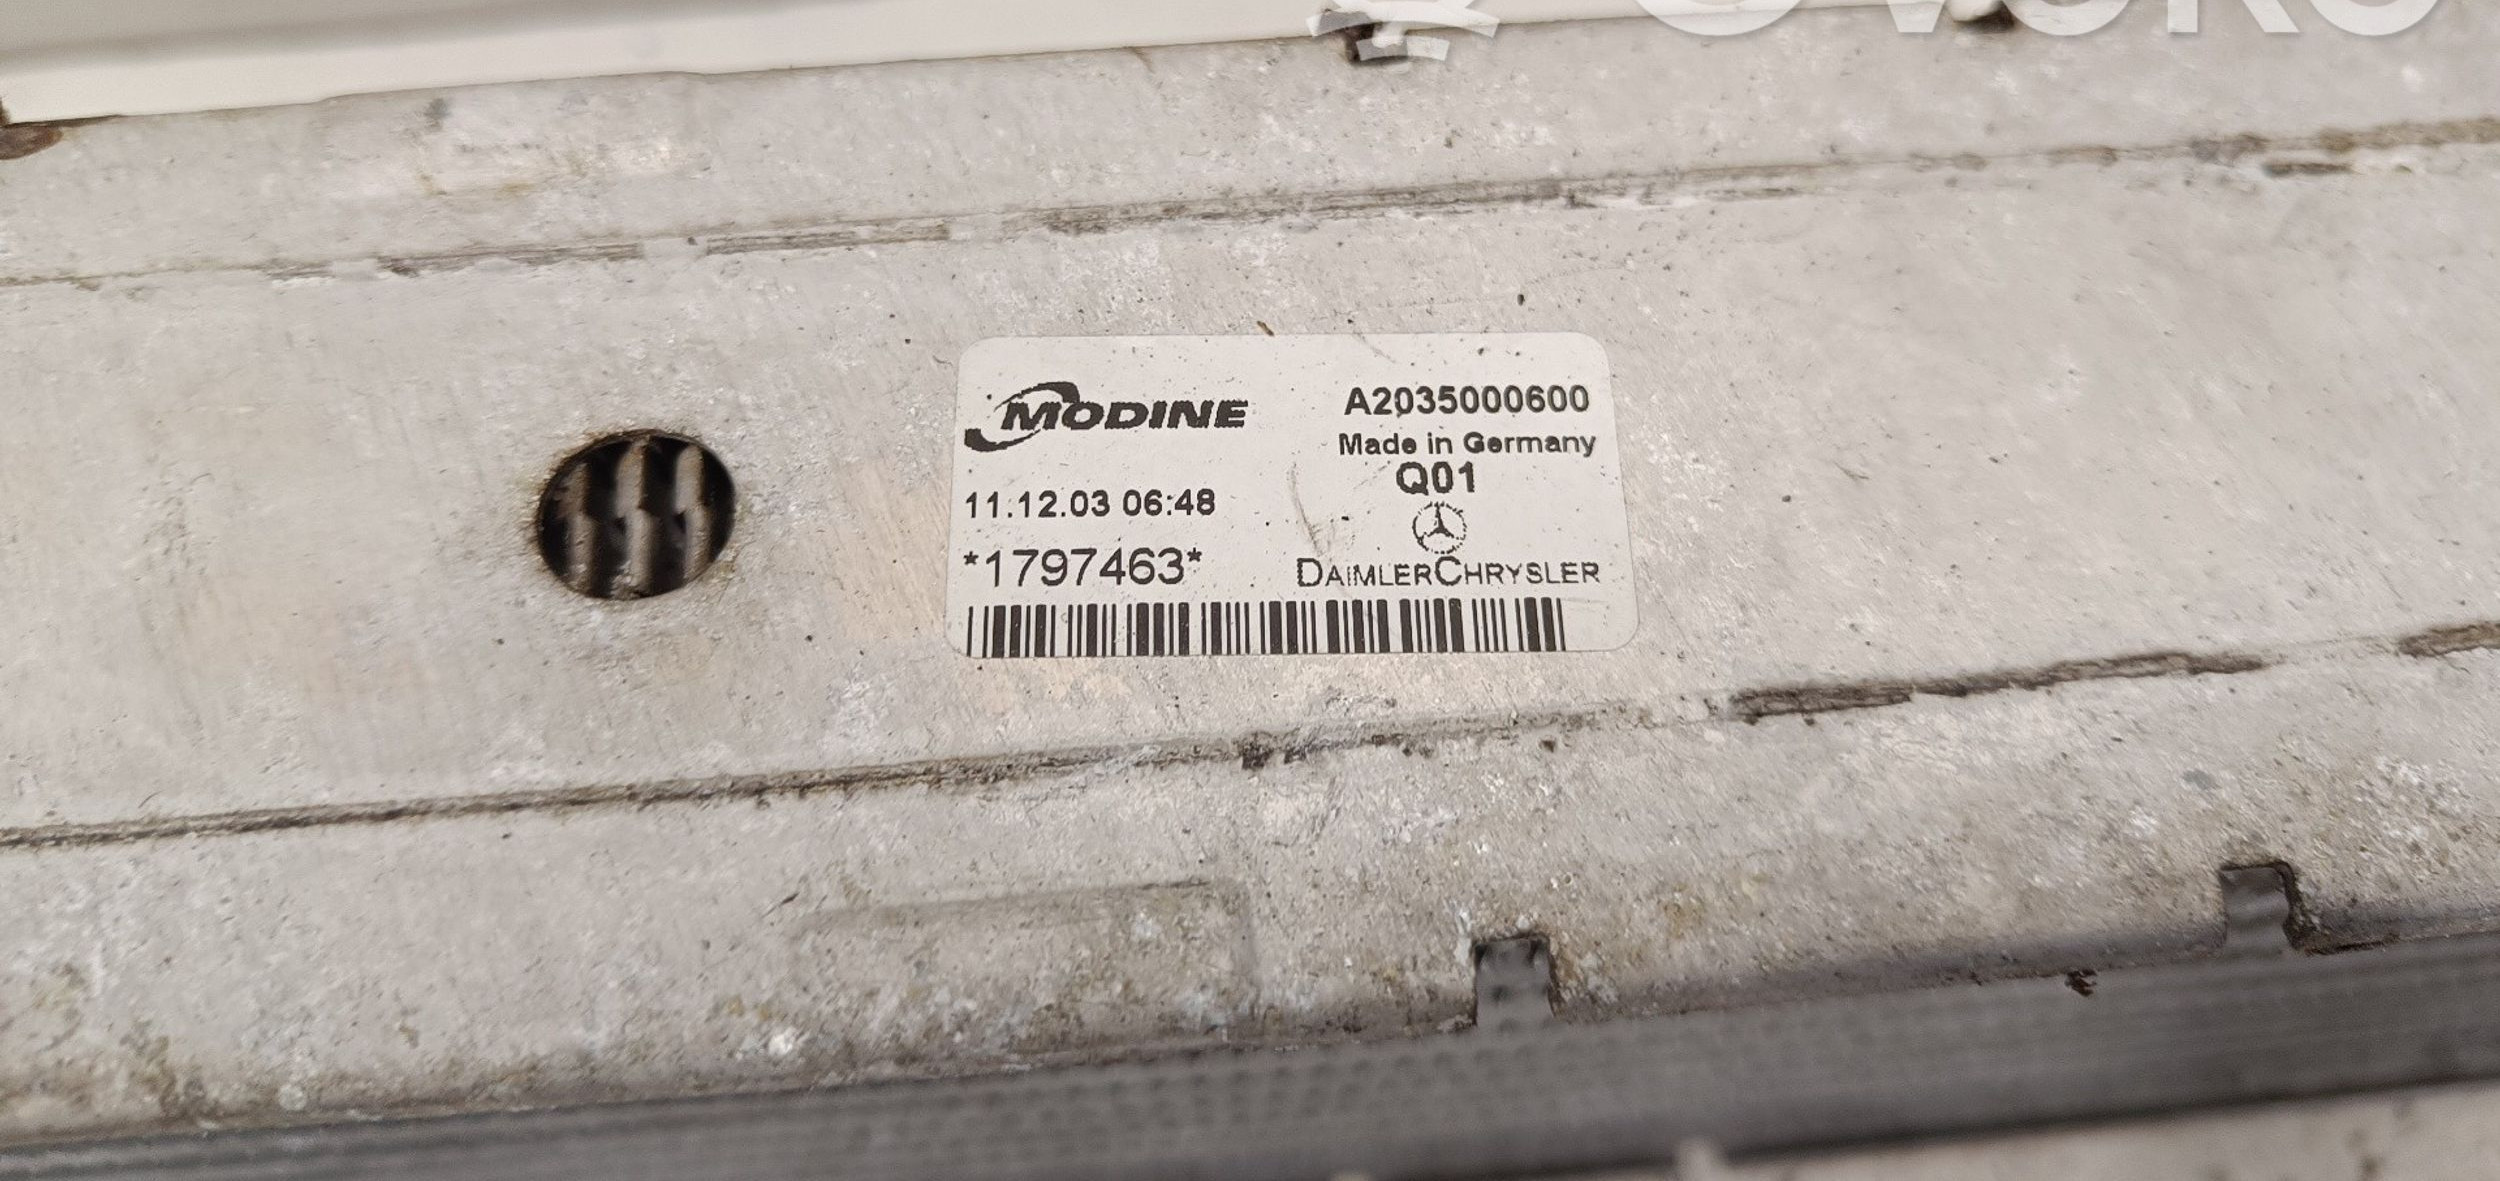 MODINE
A2035000600
Made in Germany
Q01
11.12.03 06:48
*1797463*
DAIMLERCHRYSLER